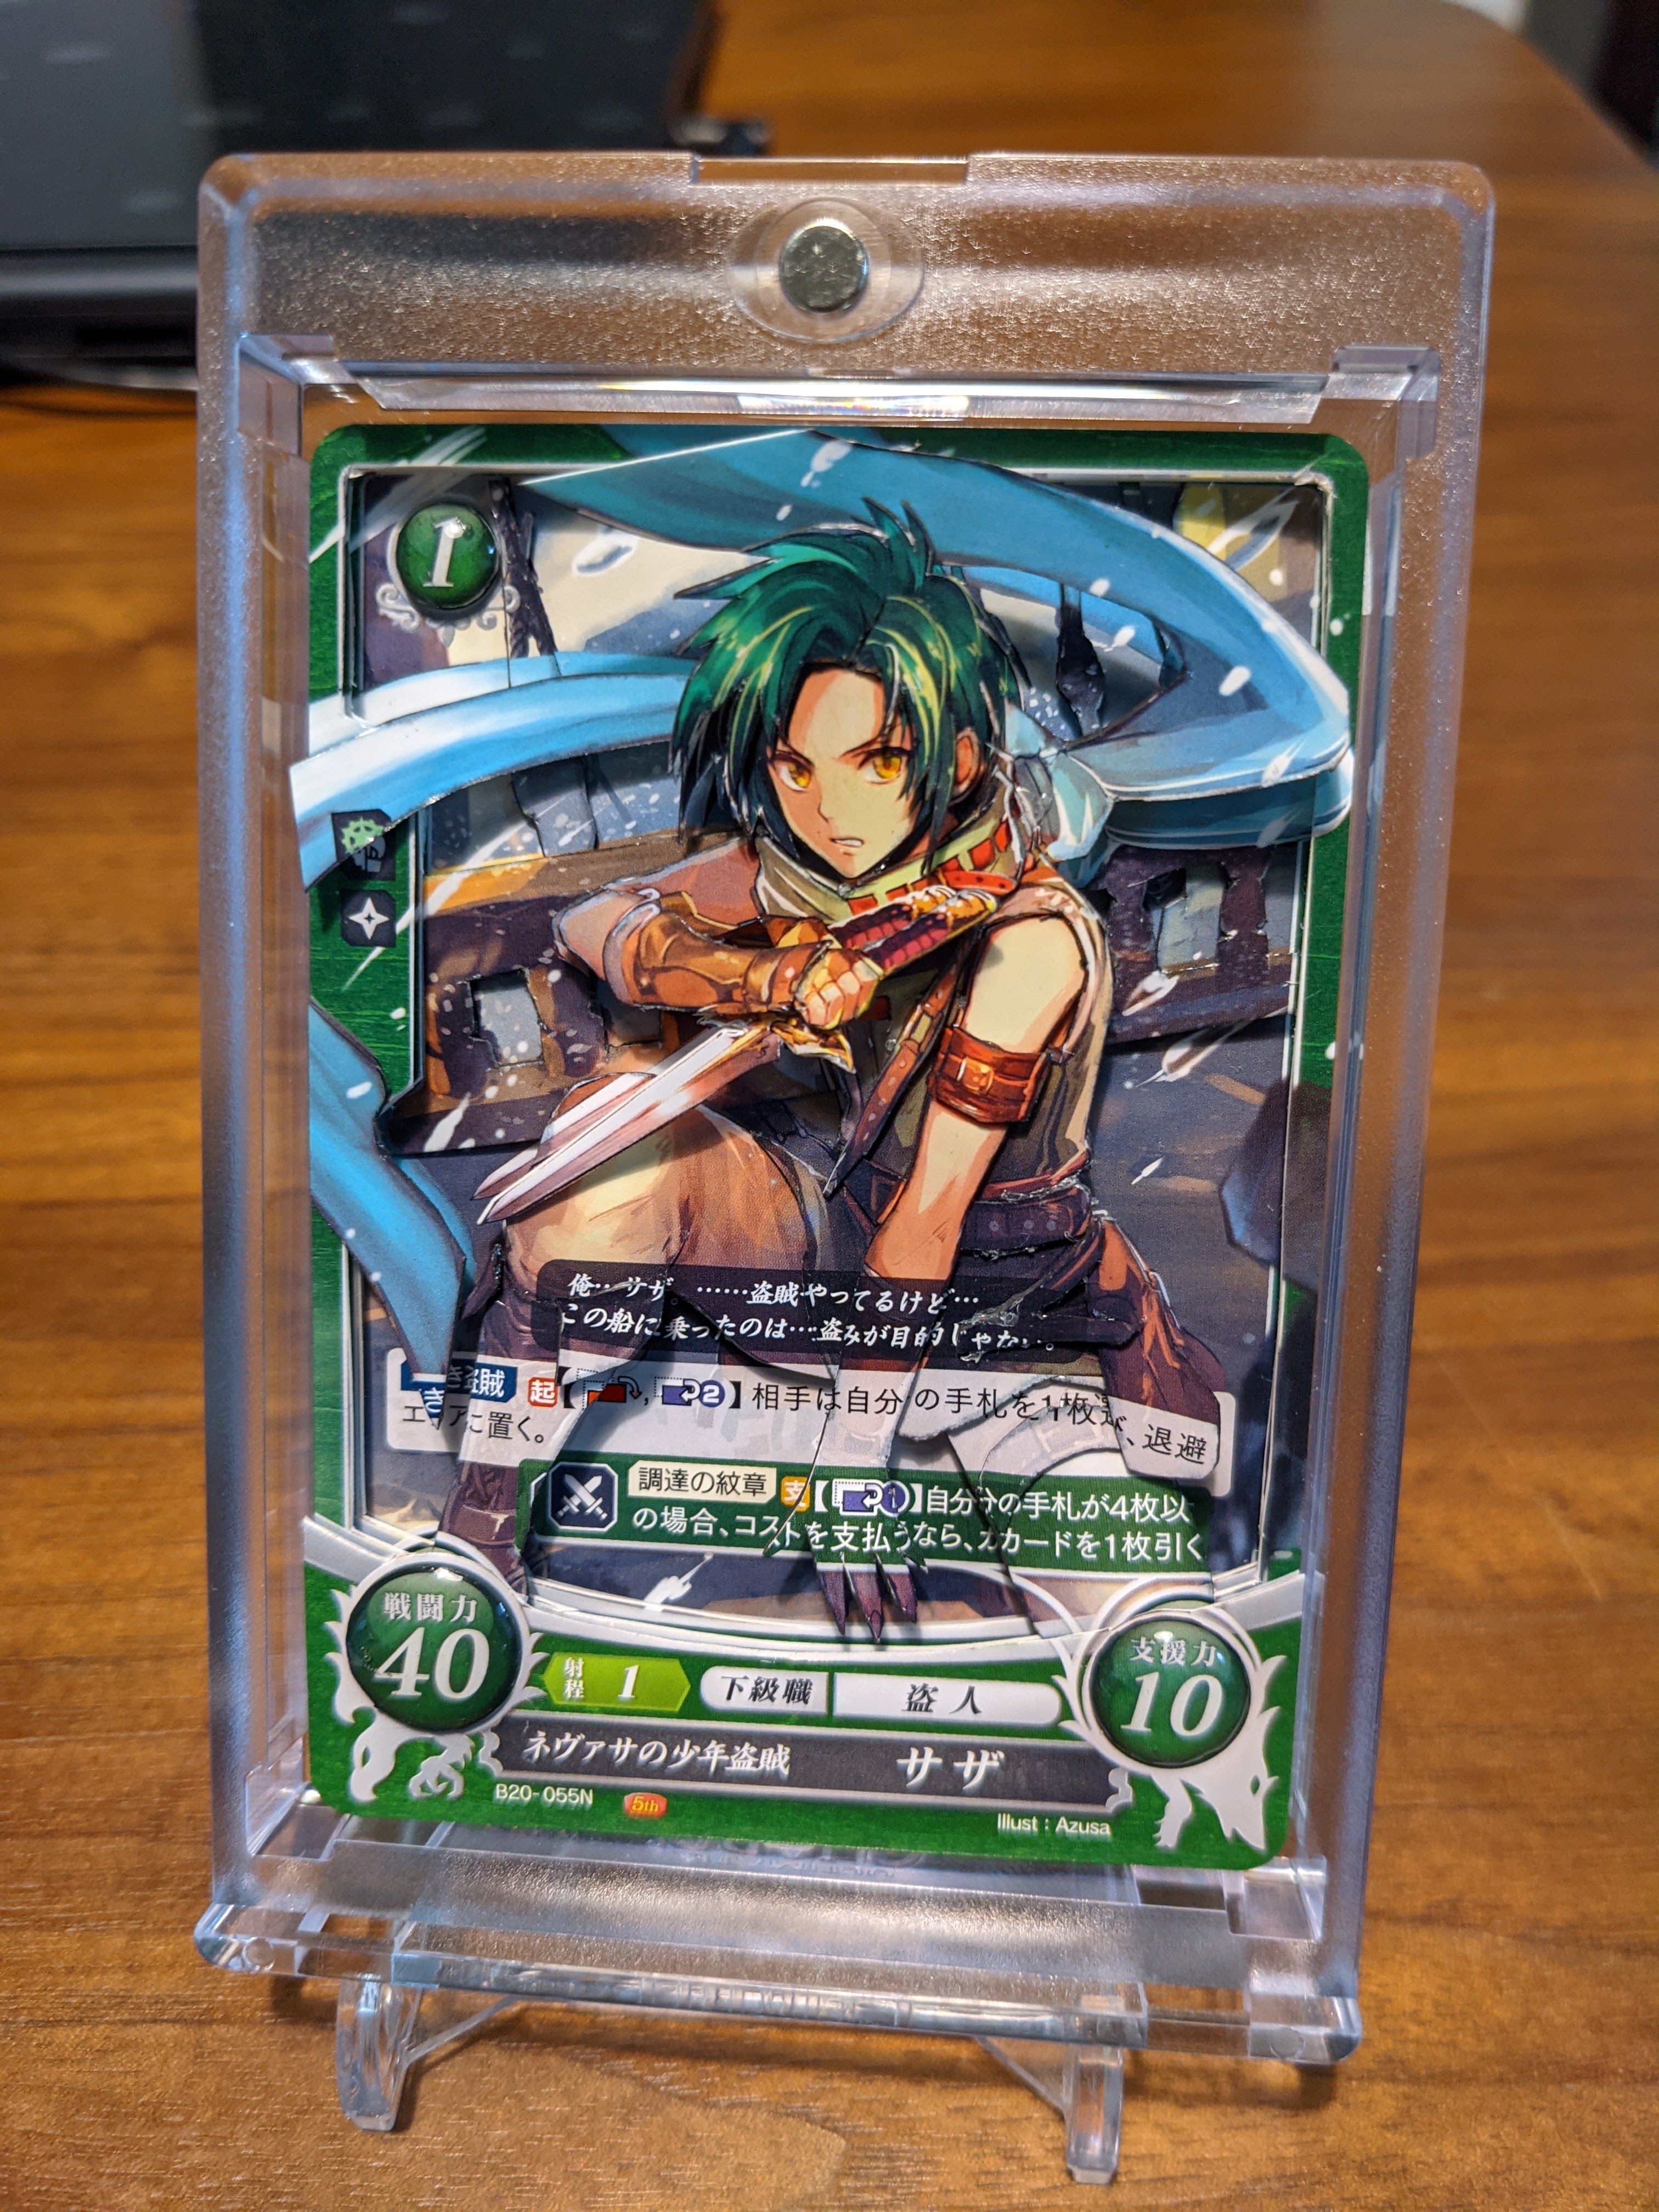 1
俺…サザ。……盗賊やってるけど…
この船に乗ったのは…盗みが目的じゃない。
盗賊 起【 , 2】相手は自分の手札を1枚選び、退避
エリアに置く。
調達の紋章 支【 1】自分の手札が4枚以
の場合、コストを支払うなら、カードを1枚引く
戦闘力
40
射程 1
下級職
盗人
支援力
10
ネヴァサの少年盗賊 サザ
B20-055N
5th
Illust : Azusa